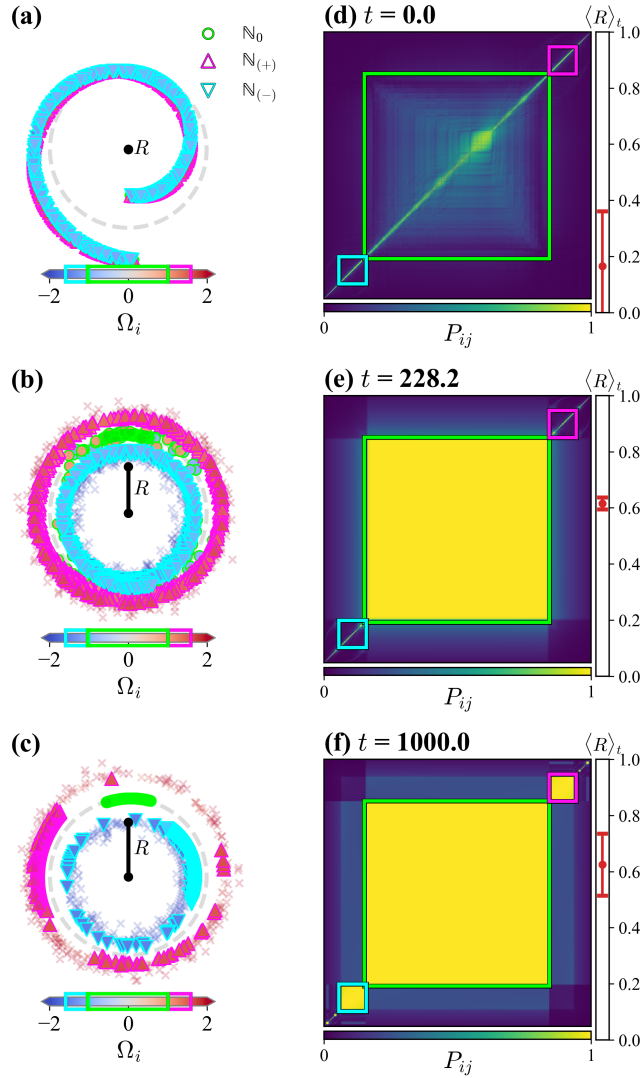 (a)
ℕ₀
ℕ₍₊₎
ℕ₍₋₎
R
−2 0 2
Ωᵢ
(d) t = 0.0
⟨R⟩ₜ
1.0
0.8
0.6
0.4
0.2
0.0
0 1
Pᵢⱼ
(b)
R
−2 0 2
Ωᵢ
(e) t = 228.2
⟨R⟩ₜ
1.0
0.8
0.6
0.4
0.2
0.0
0 1
Pᵢⱼ
(c)
R
−2 0 2
Ωᵢ
(f) t = 1000.0
⟨R⟩ₜ
1.0
0.8
0.6
0.4
0.2
0.0
0 1
Pᵢⱼ